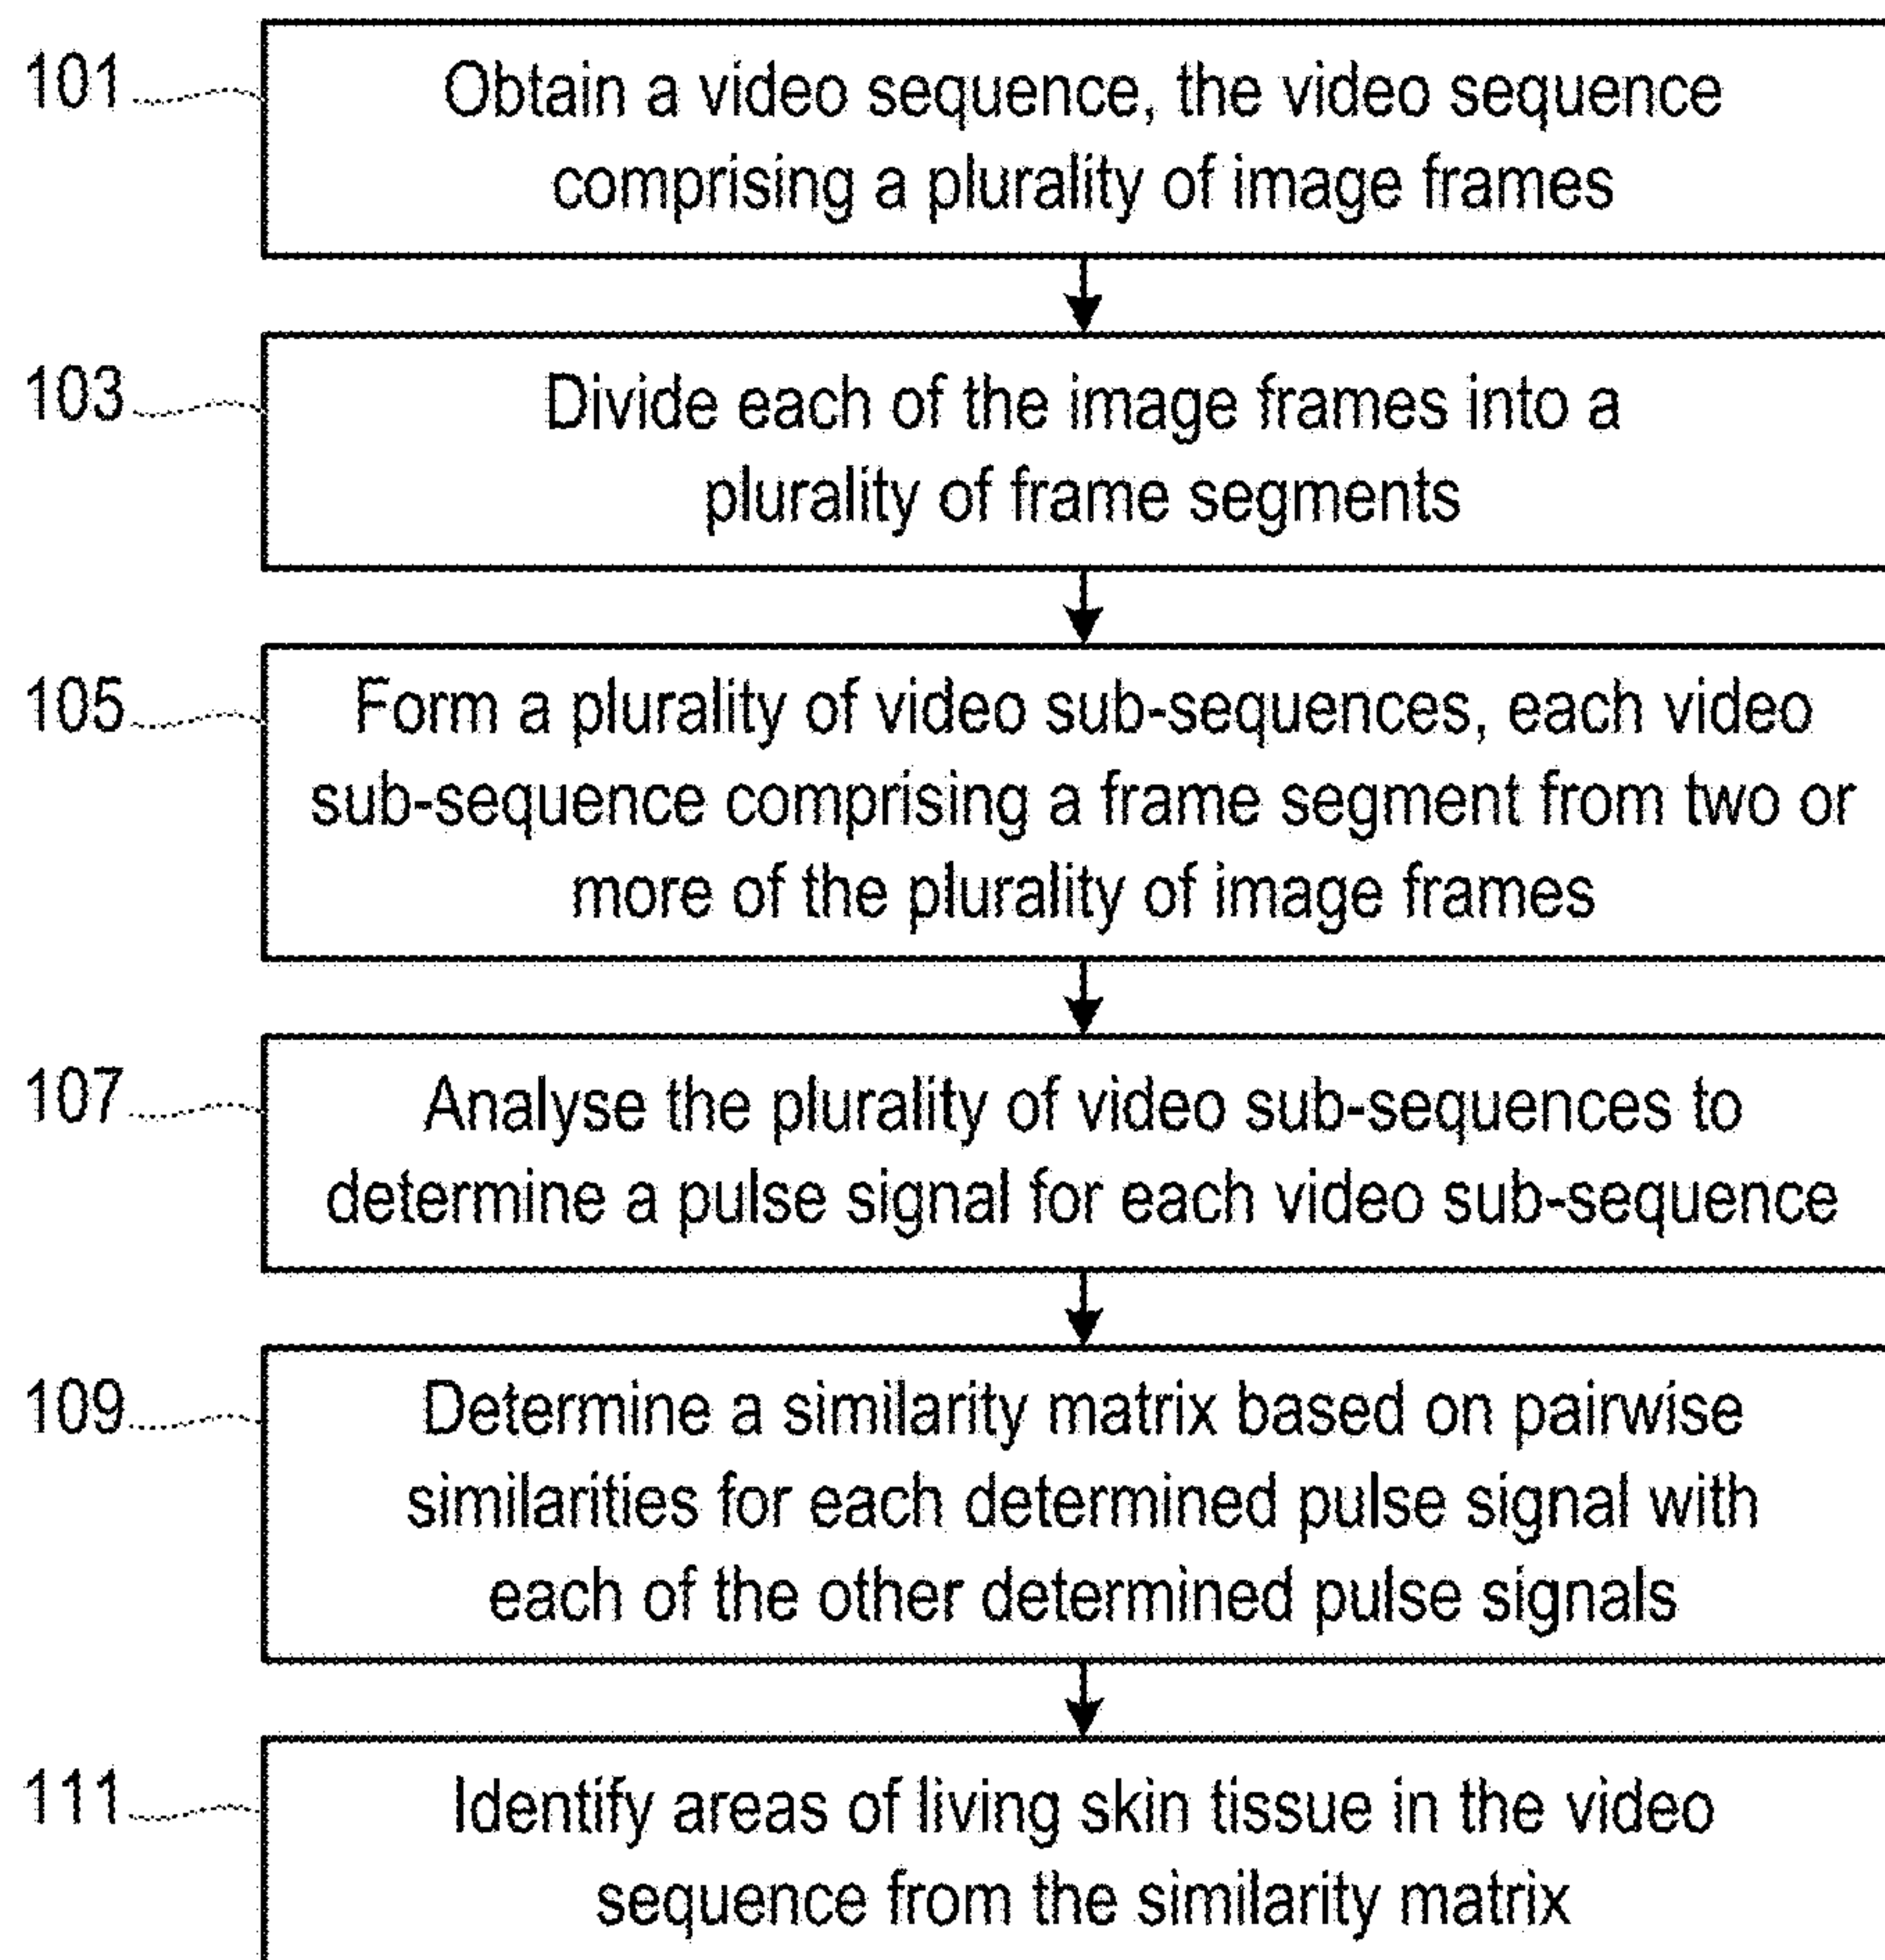 101
Obtain a video sequence, the video sequence
comprising a plurality of image frames
103
Divide each of the image frames into a
plurality of frame segments
105
Form a plurality of video sub-sequences, each video
sub-sequence comprising a frame segment from two or
more of the plurality of image frames
107
Analyse the plurality of video sub-sequences to
determine a pulse signal for each video sub-sequence
109
Determine a similarity matrix based on pairwise
similarities for each determined pulse signal with
each of the other determined pulse signals
111
Identify areas of living skin tissue in the video
sequence from the similarity matrix